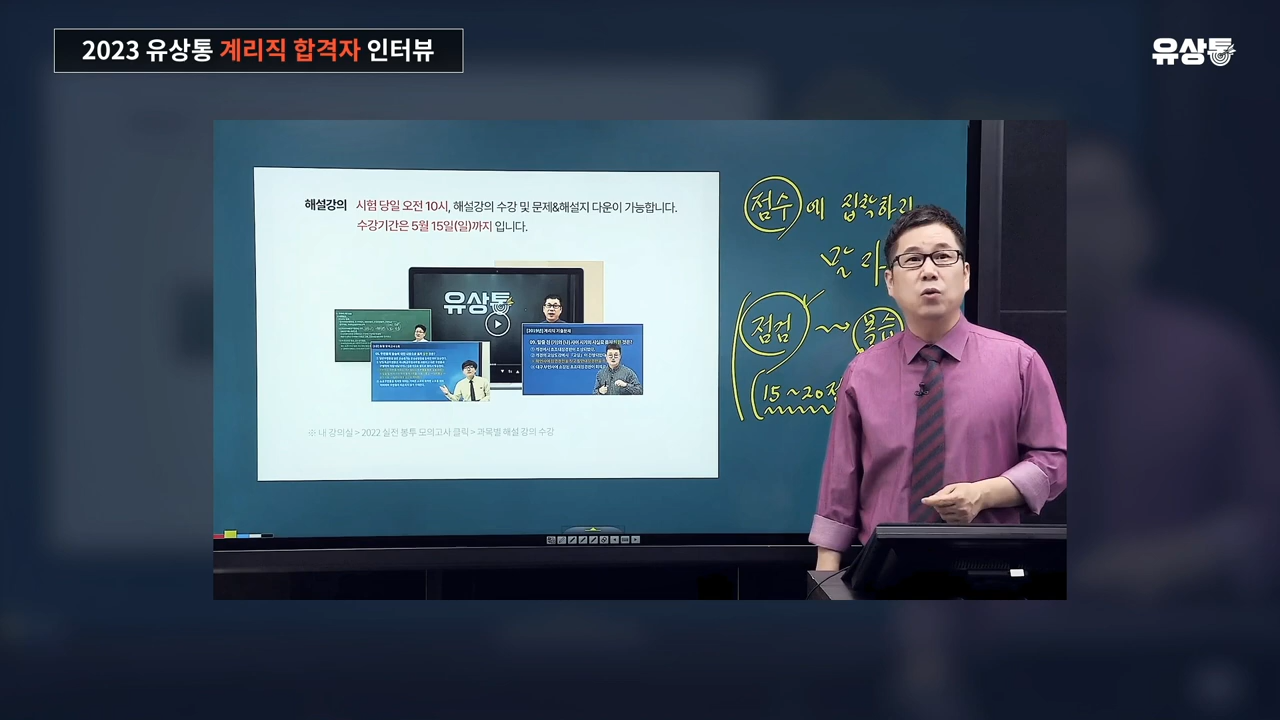 2023 유상통 계리직 합격자 인터뷰
유상통
해설강의 시험 당일 오전 10시, 해설강의 수강 및 문제&해설지 다운이 가능합니다.
수강기간은 5월 15일(일)까지 입니다.
유상통
※ 내 강의실 > 2022 실전 봉투 모의고사 클릭 > 과목별 해설 강의 수강
점수에 집착하리
말라
점검 ~ 복습
15~20